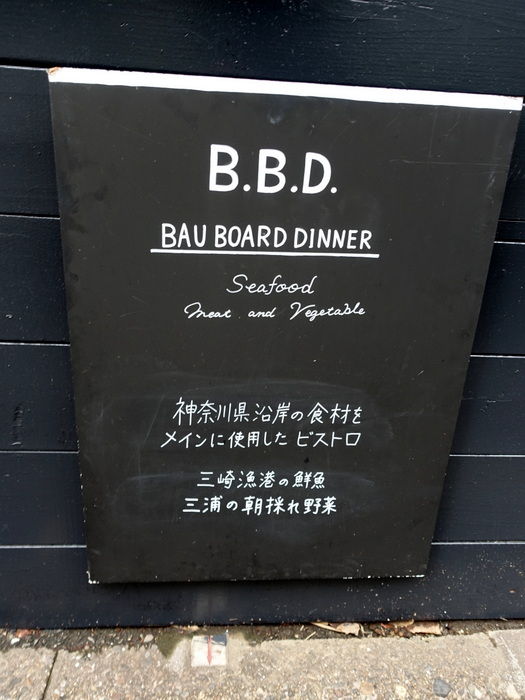 B.B.D.
BAU BOARD DINNER
Seafood
Meat and Vegetable
神奈川県沿岸の食材を
メインに使用した ビストロ
三崎漁港の鮮魚
三浦の朝採れ野菜